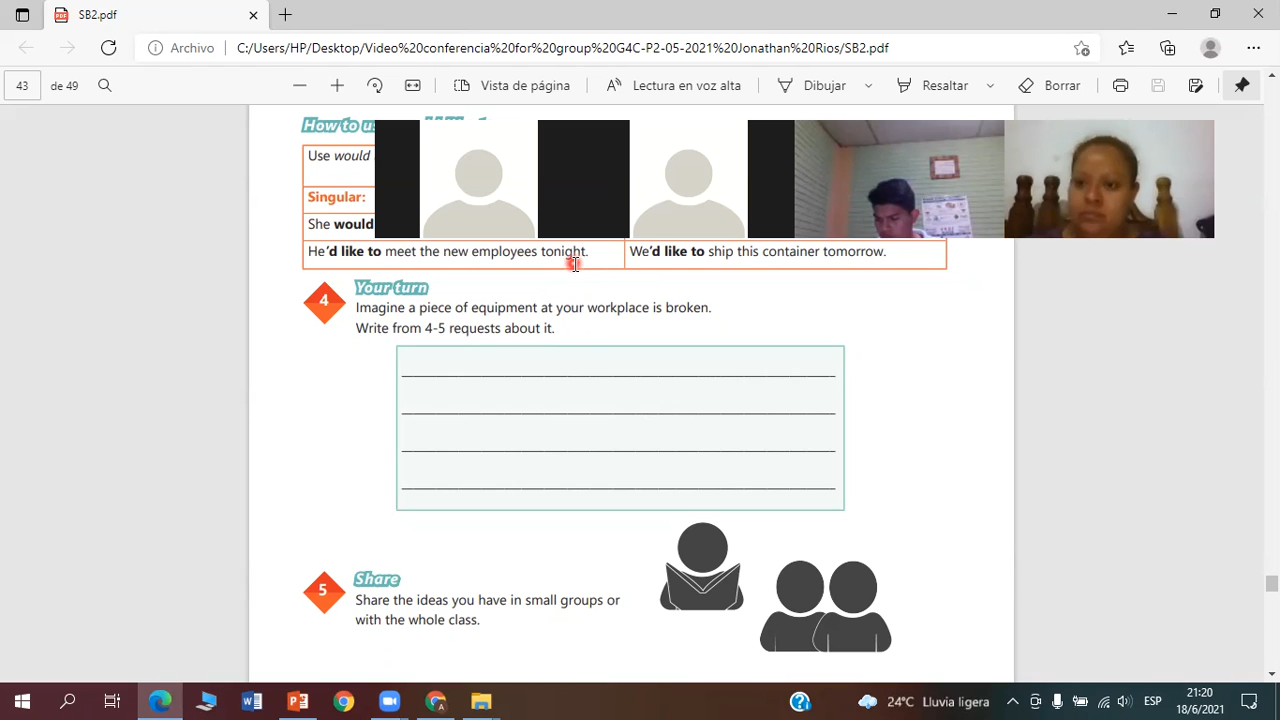 SB2.pdf
Archivo
C:/Users/HP/Desktop/Video%20conferencia%20for%20group%20G4C-P2-05-2021%20Jonathan%20Rios/SB2.pdf
43
de 49
Vista de página
Lectura en voz alta
Dibujar
Resaltar
Borrar
How to
Use would
Singular:
She would
He'd like to meet the new employees tonight.
We'd like to ship this container tomorrow.
4
Your turn
Imagine a piece of equipment at your workplace is broken.
Write from 4-5 requests about it.
5
Share
Share the ideas you have in small groups or
with the whole class.
24°C Lluvia ligera
ESP
21:20
18/6/2021